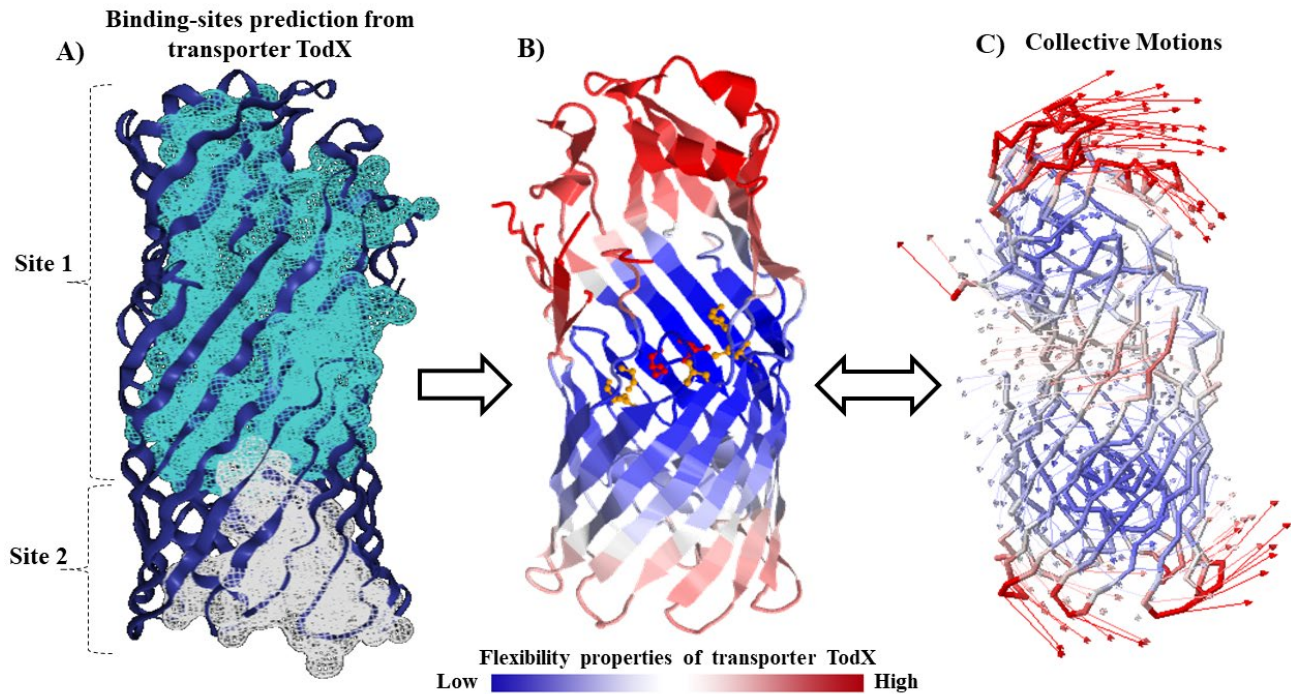 Binding-sites prediction from
transporter TodX
A)
B)
C) Collective Motions
Site 1
Site 2
Flexibility properties of transporter TodX
Low
High